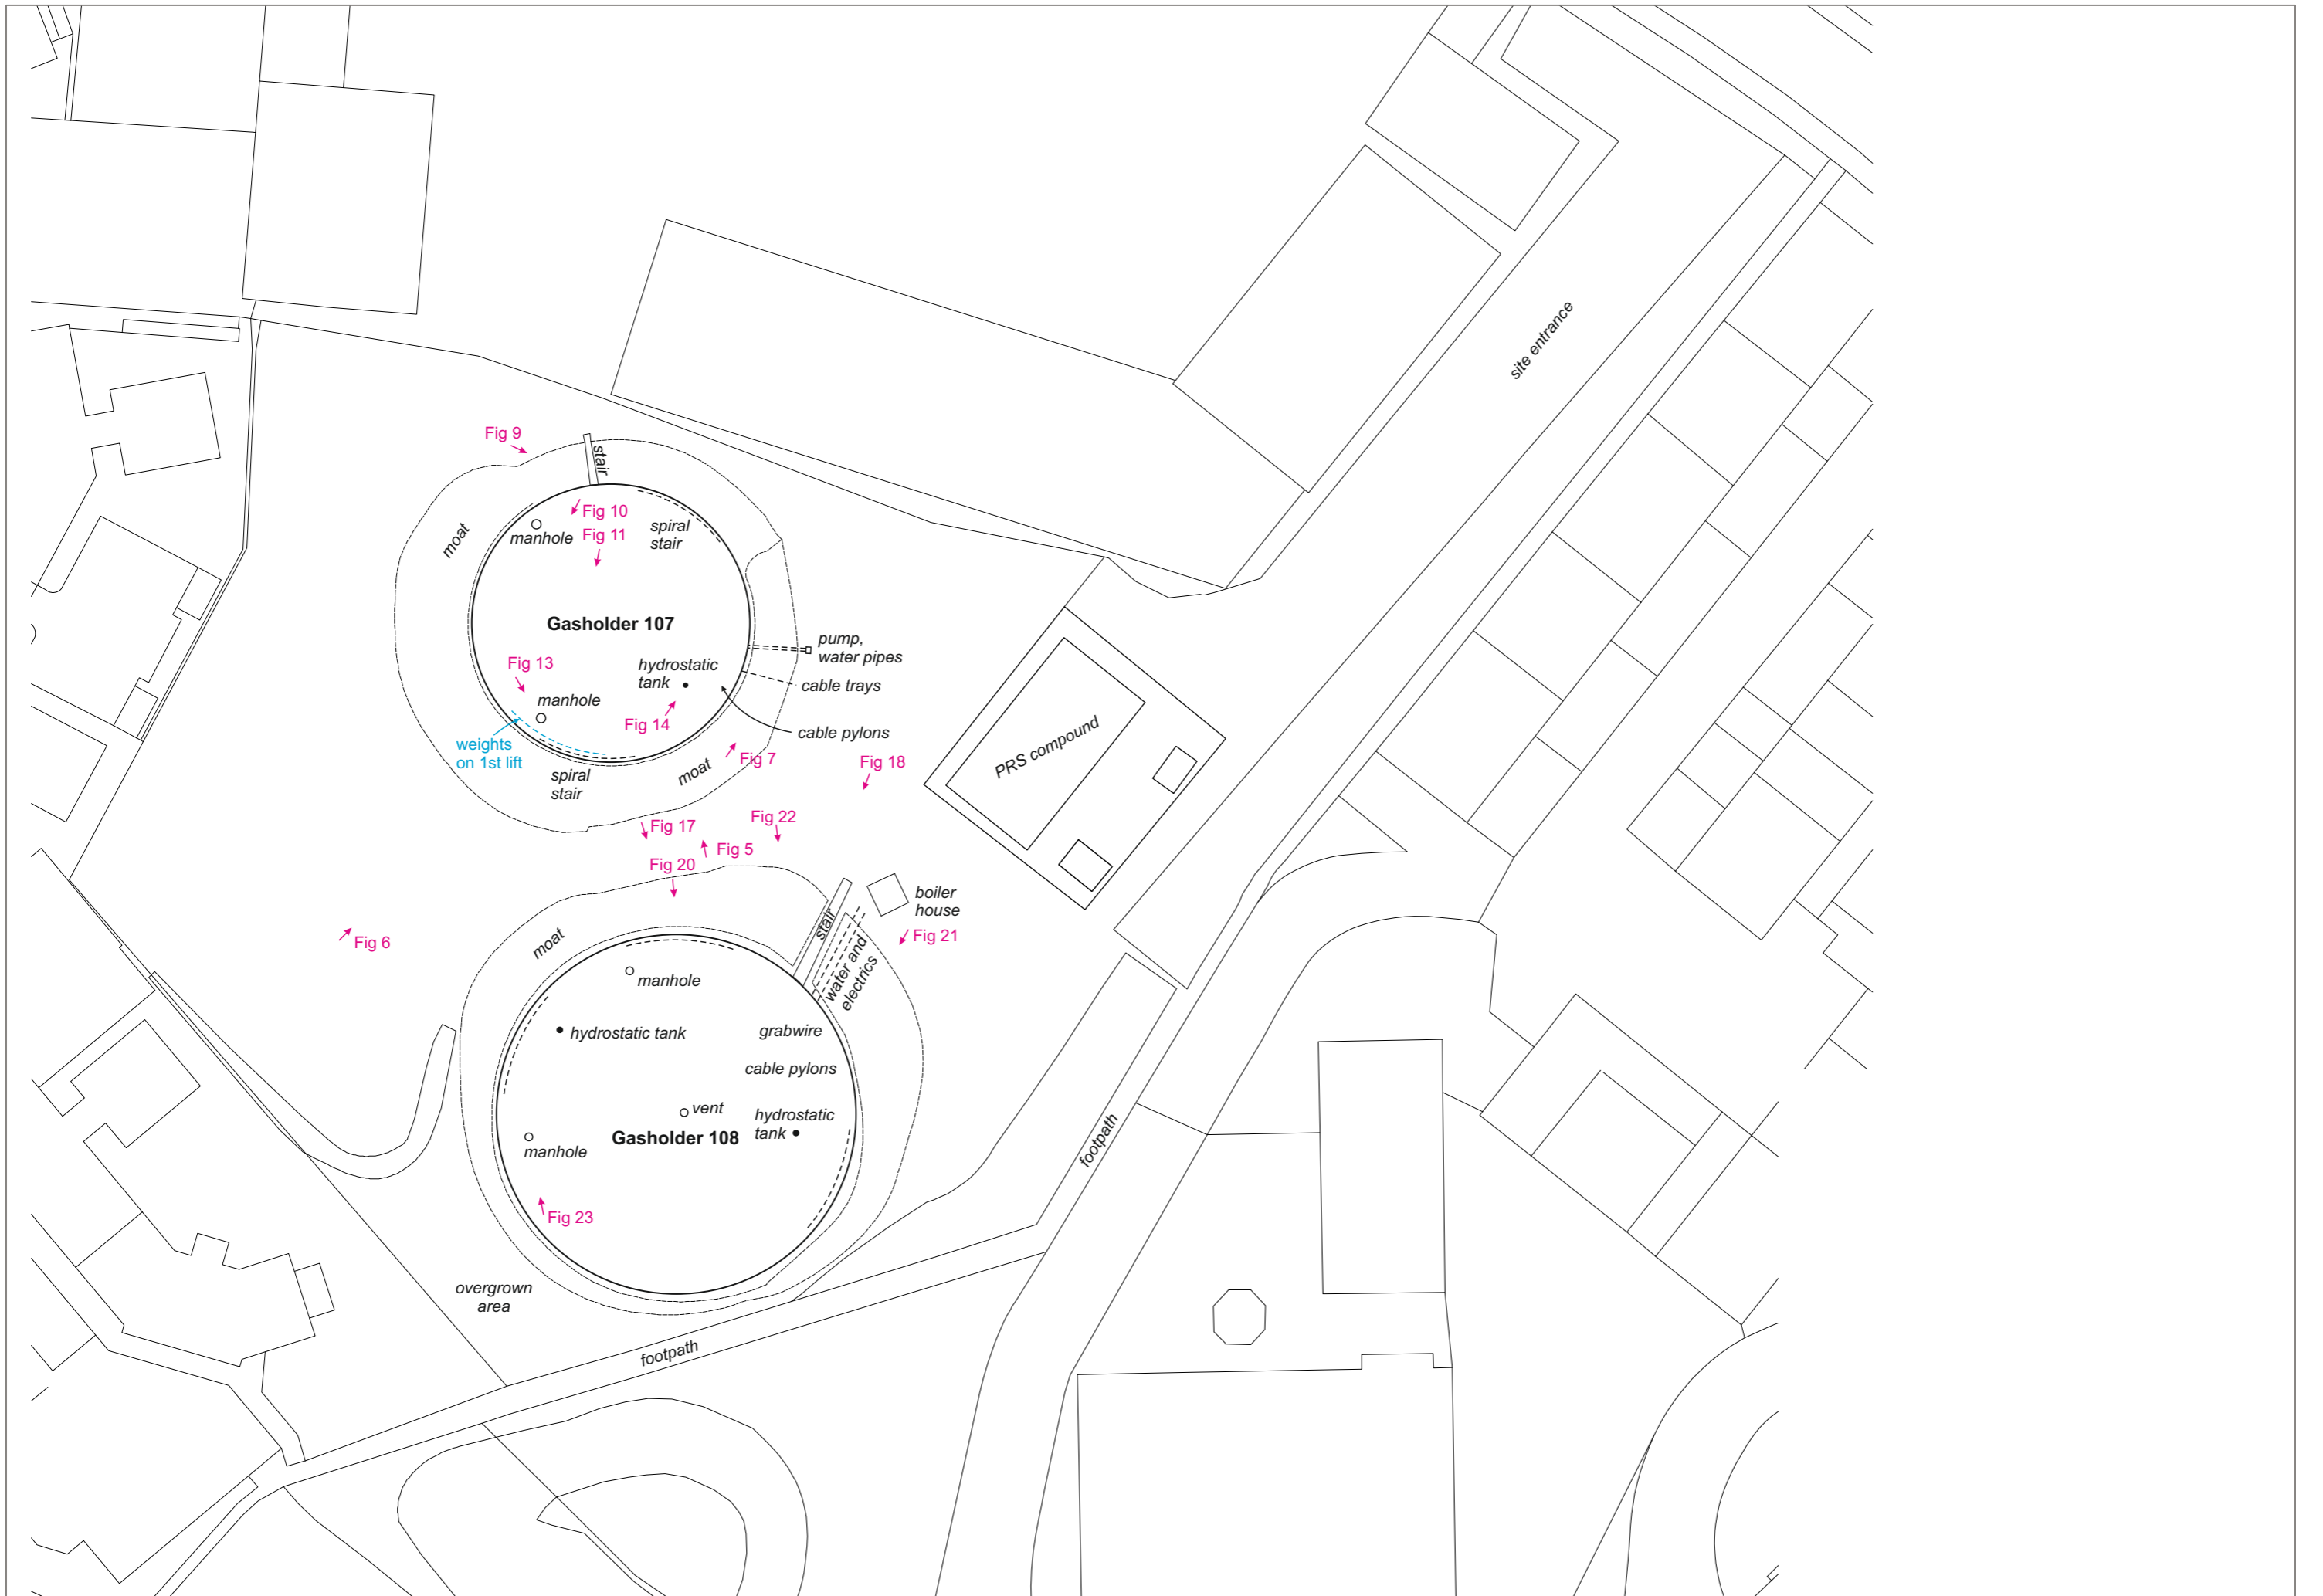 site entrance
Fig 9
stair
Fig 10
manhole
Fig 11
spiral
stair
moat
Gasholder 107
pump,
water pipes
Fig 13
hydrostatic
tank
cable trays
manhole
Fig 14
cable pylons
weights
on 1st lift
spiral
stair
moat
Fig 7
Fig 18
PRS compound
Fig 17
Fig 22
Fig 5
Fig 20
boiler
house
stair
Fig 21
Fig 6
moat
water and
electrics
manhole
hydrostatic tank
grabwire
cable pylons
vent
hydrostatic
tank
Gasholder 108
manhole
footpath
Fig 23
overgrown
area
footpath